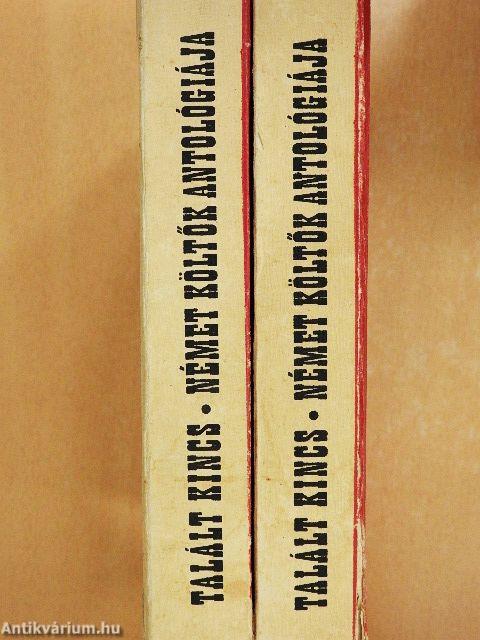 TALÁLT KINCS • NÉMET KÖLTŐK ANTOLÓGIÁJA
TALÁLT KINCS • NÉMET KÖLTŐK ANTOLÓGIÁJA
Antikvárium.hu